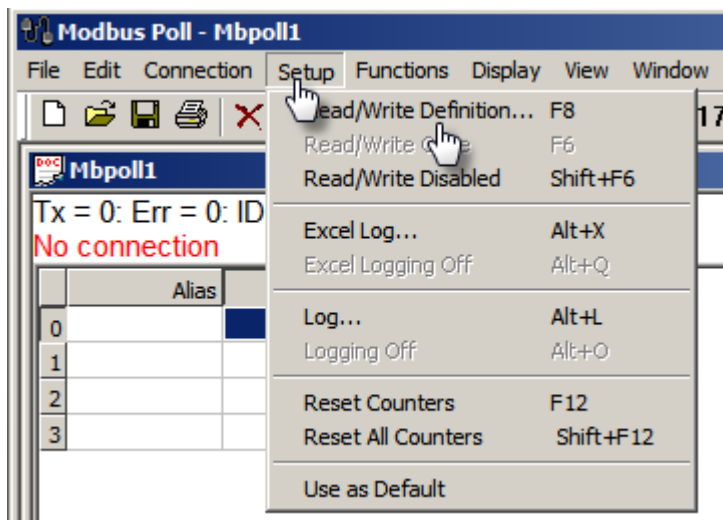 Modbus Poll - Mbpoll1
File Edit Connection Setup Functions Display View Window
17
Read/Write Definition... F8
Read/Write F6
Read/Write Disabled Shift+F6
Excel Log... Alt+X
Excel Logging Off Alt+Q
Log... Alt+L
Logging Off Alt+O
Reset Counters F12
Reset All Counters Shift+F12
Use as Default
DOC
Mbpoll1
Tx = 0: Err = 0: ID
No connection
Alias
0
1
2
3